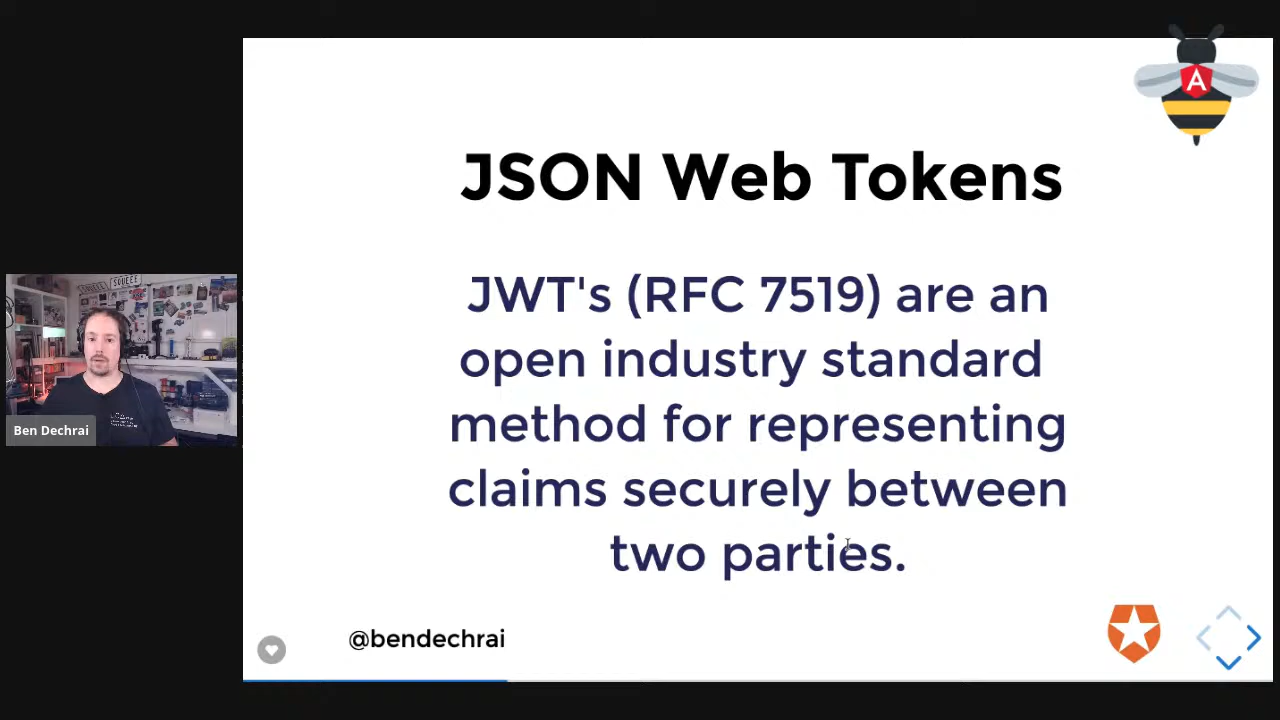 A
JSON Web Tokens
JWT's (RFC 7519) are an
open industry standard
method for representing
claims securely between
two parties.
SQUEEE
Ben Dechrai
@bendechrai